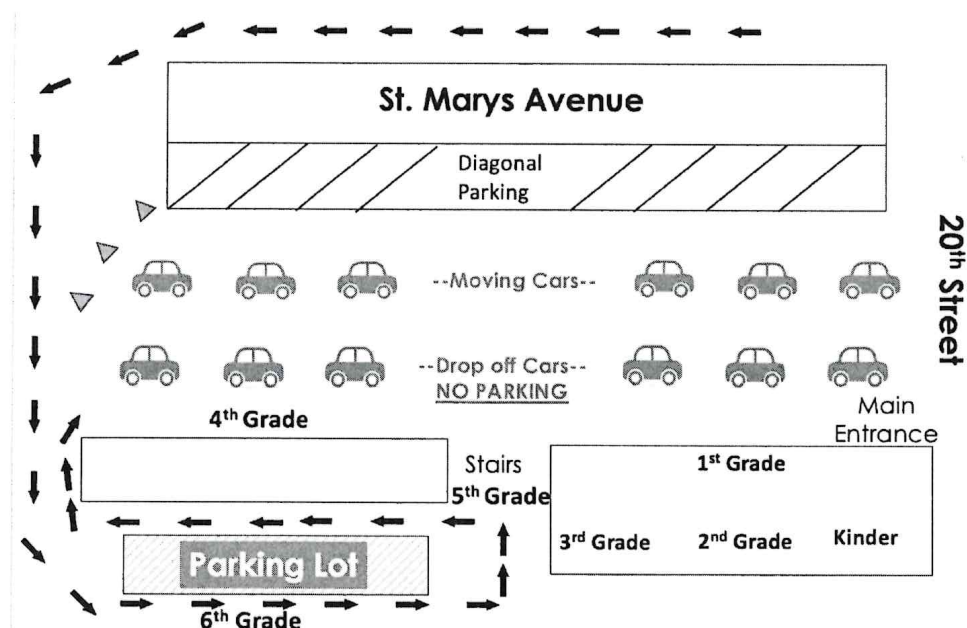 St. Marys Avenue
Diagonal
Parking
20th Street
--Moving Cars--
--Drop off Cars--
NO PARKING
4th Grade
Main
Entrance
Stairs
5th Grade
1st Grade
3rd Grade
2nd Grade
Kinder
Parking Lot
6th Grade